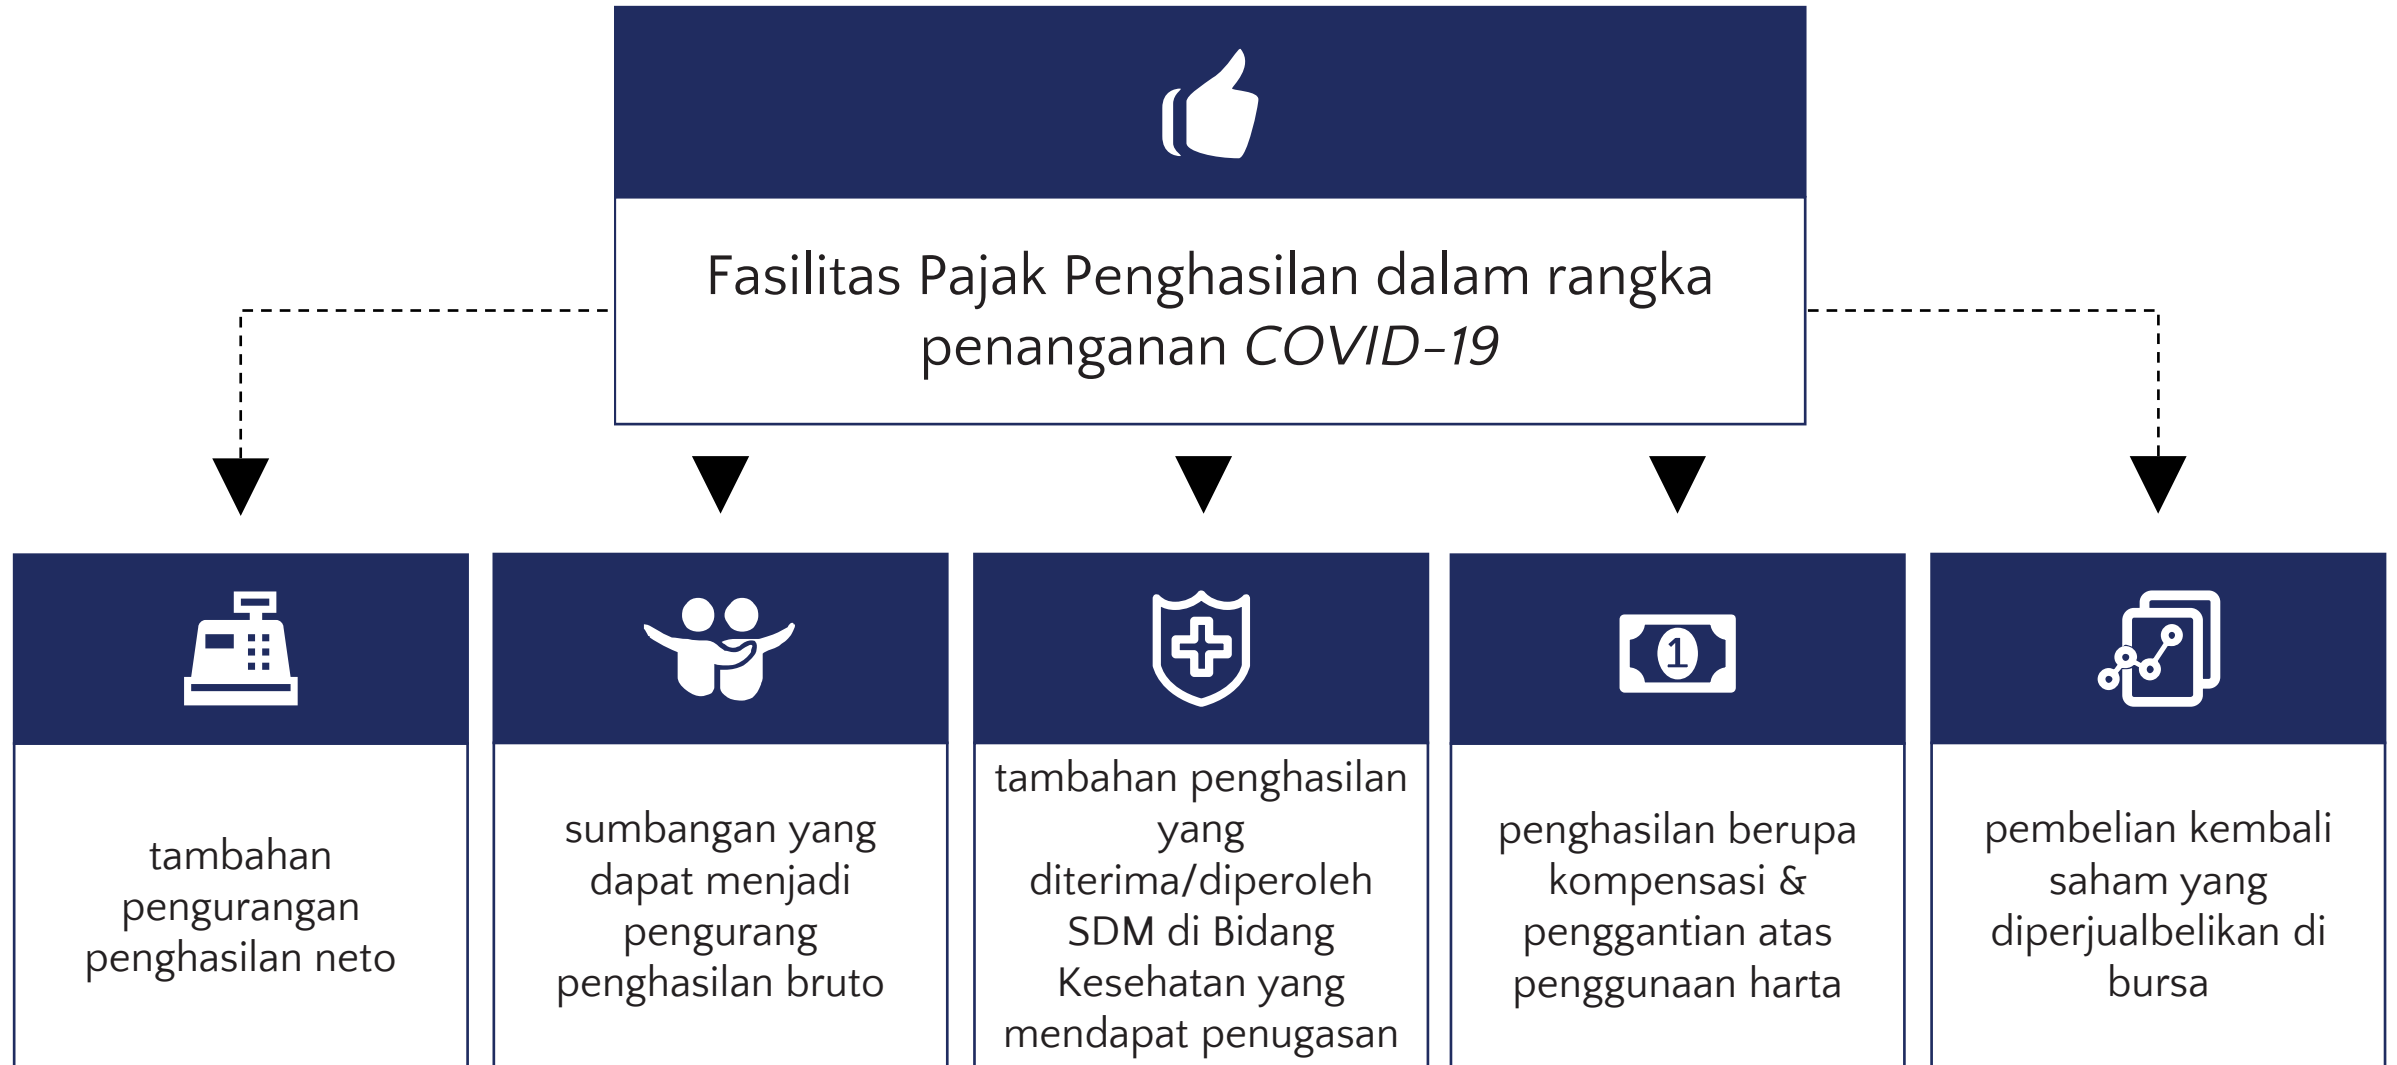 Fasilitas Pajak Penghasilan dalam rangka
penanganan COVID-19
tambahan
pengurangan
penghasilan neto
sumbangan yang
dapat menjadi
pengurang
penghasilan bruto
tambahan penghasilan
yang
diterima/diperoleh
SDM di Bidang
Kesehatan yang
mendapat penugasan
1
penghasilan berupa
kompensasi &
penggantian atas
penggunaan harta
pembelian kembali
saham yang
diperjualbelikan di
bursa